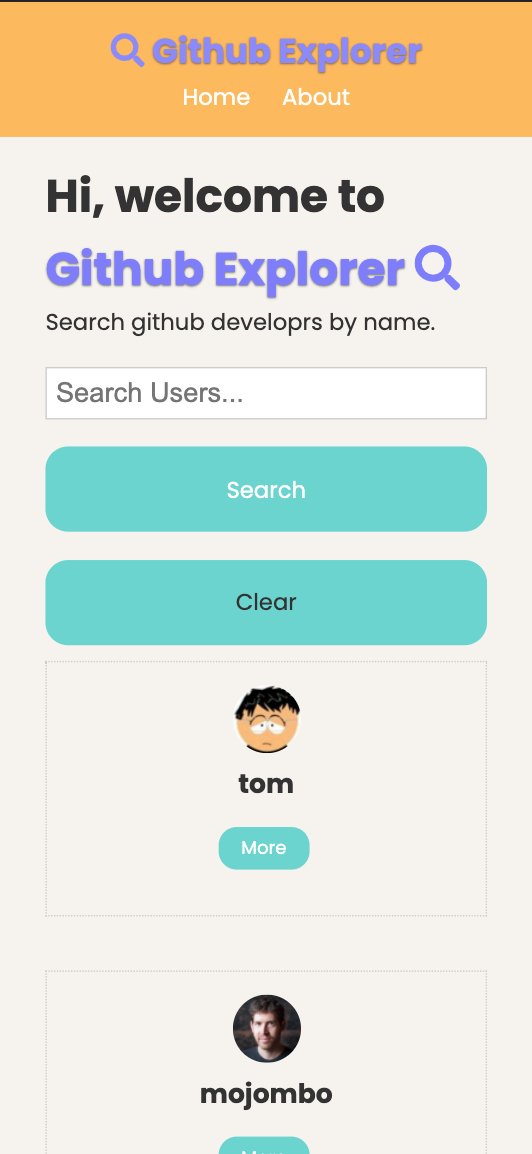 Github Explorer
Home About
Hi, welcome to
Github Explorer
Search github developrs by name.
Search Users...
Search
Clear
tom
More
mojombo
More